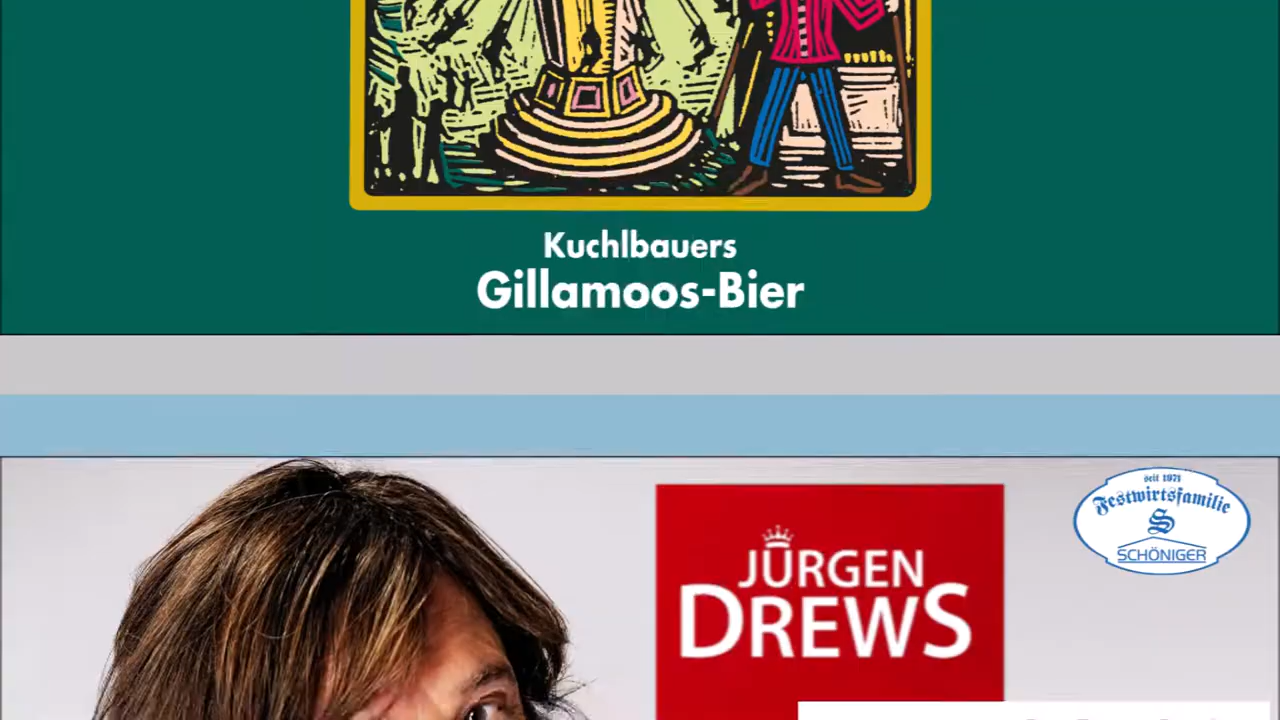 Kuchlbauers
Gillamoos-Bier
seit 1971
Festwirtsfamilie
S
SCHÖNIGER
JÜRGEN
DREWS